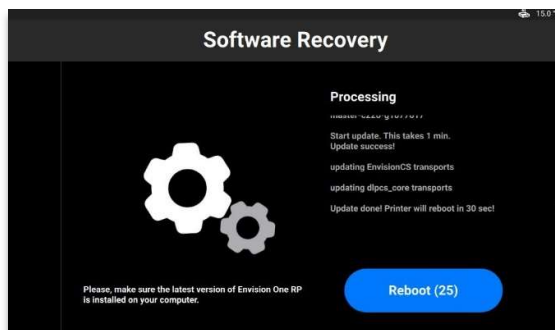 15.0
Software Recovery
Processing
Start update. This takes 1 min.
Update success!
updating EnvisionCS transports
updating dlpcs_core transports
Update done! Printer will reboot in 30 sec!
Please, make sure the latest version of Envision One RP
is installed on your computer.
Reboot (25)